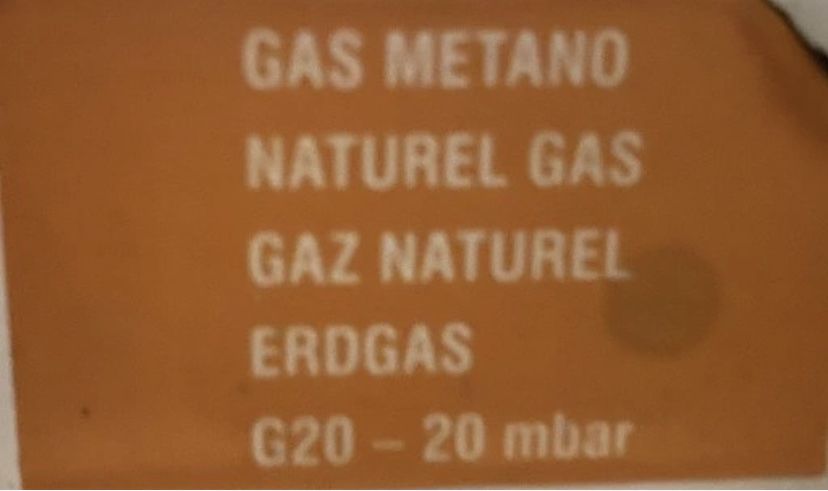 GAS METANO
NATUREL GAS
GAZ NATUREL
ERDGAS
G20 – 20 mbar